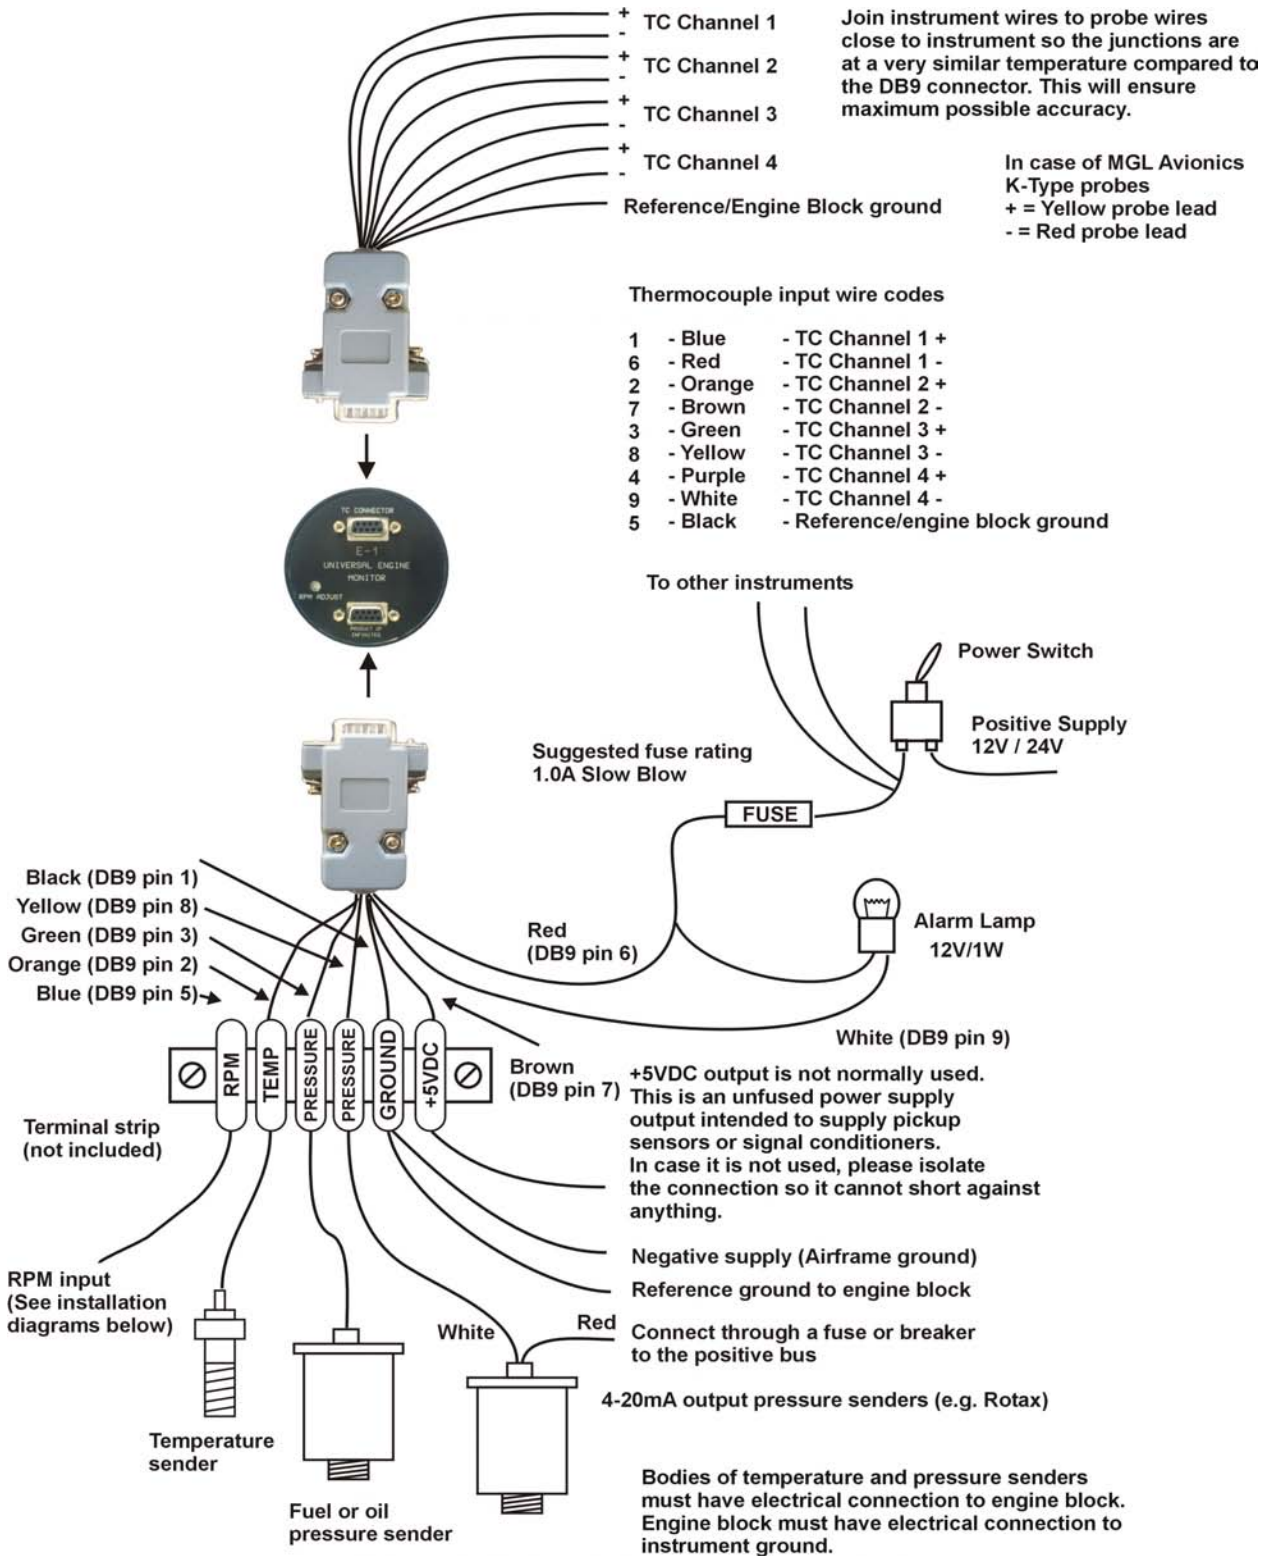 +
TC Channel 1
-
+
TC Channel 2
-
+
TC Channel 3
-
+
TC Channel 4
-
Reference/Engine Block ground
Join instrument wires to probe wires
close to instrument so the junctions are
at a very similar temperature compared to
the DB9 connector. This will ensure
maximum possible accuracy.
In case of MGL Avionics
K-Type probes
+ = Yellow probe lead
- = Red probe lead
Thermocouple input wire codes
1 - Blue - TC Channel 1 +
6 - Red - TC Channel 1 -
2 - Orange - TC Channel 2 +
7 - Brown - TC Channel 2 -
3 - Green - TC Channel 3 +
8 - Yellow - TC Channel 3 -
4 - Purple - TC Channel 4 +
9 - White - TC Channel 4 -
5 - Black - Reference/engine block ground
TC CONNECTOR
E-1
UNIVERSAL ENGINE
MONITOR
RPM ADJUST
PRODUCT OF
To other instruments
Power Switch
Positive Supply
12V / 24V
Suggested fuse rating
1.0A Slow Blow
FUSE
Black (DB9 pin 1)
Yellow (DB9 pin 8)
Green (DB9 pin 3)
Orange (DB9 pin 2)
Blue (DB9 pin 5)
Red
(DB9 pin 6)
Alarm Lamp
12V/1W
White (DB9 pin 9)
RPM
TEMP
PRESSURE
PRESSURE
GROUND
+5VDC
Brown
(DB9 pin 7)
Terminal strip
(not included)
+5VDC output is not normally used.
This is an unfused power supply
output intended to supply pickup
sensors or signal conditioners.
In case it is not used, please isolate
the connection so it cannot short against
anything.
Negative supply (Airframe ground)
Reference ground to engine block
RPM input
(See installation
diagrams below)
White
Red
Connect through a fuse or breaker
to the positive bus
4-20mA output pressure senders (e.g. Rotax)
Temperature
sender
Fuel or oil
pressure sender
Bodies of temperature and pressure senders
must have electrical connection to engine block.
Engine block must have electrical connection to
instrument ground.